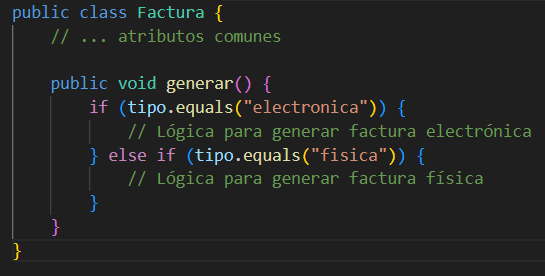 public class Factura {
// ... atributos comunes
public void generar() {
if (tipo.equals("electronica")) {
// Lógica para generar factura electrónica
} else if (tipo.equals("fisica")) {
// Lógica para generar factura física
}
}
}